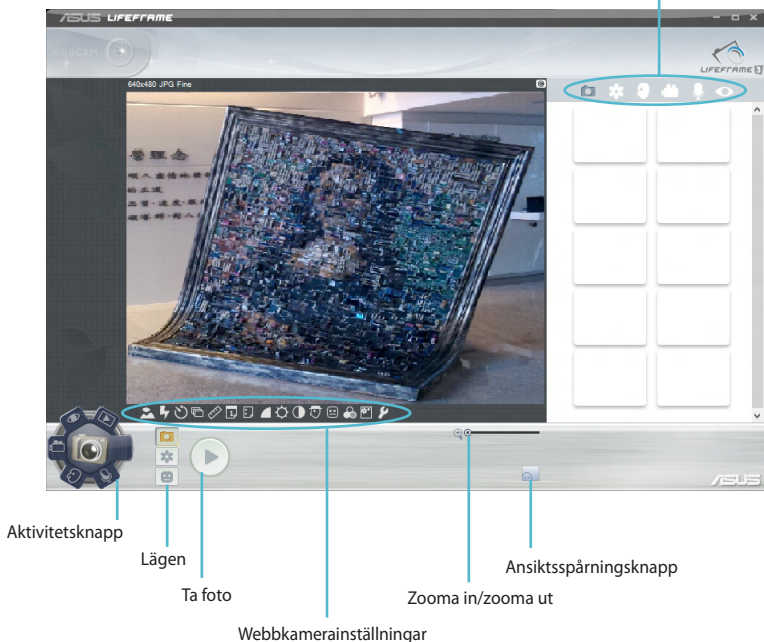 ASUS LIFEFRAME
WEBCAM
LIFEFRAME 3
640x480 JPG Fine
ASUS
Aktivitetsknapp
Lägen
Ta foto
Ansiktsspårningsknapp
Zooma in/zooma ut
Webbkamerainställningar